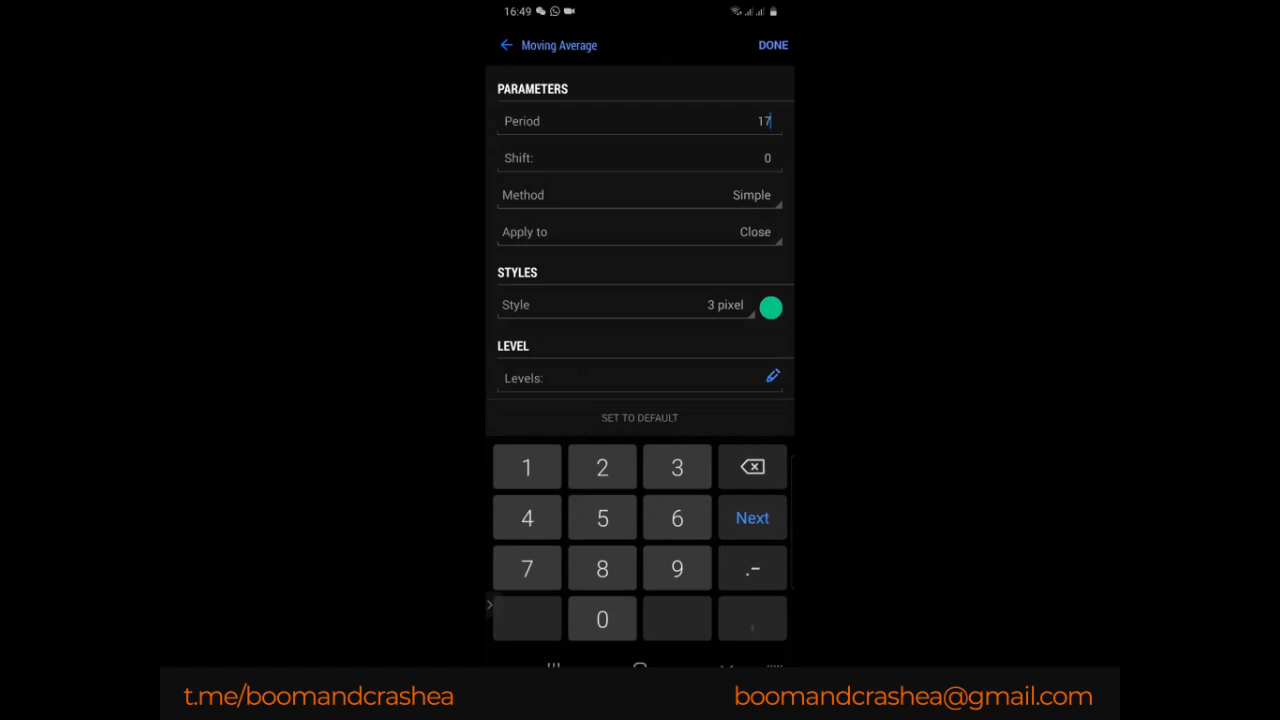 16:49
Moving Average DONE
PARAMETERS
Period 17
Shift: 0
Method Simple
Apply to Close
STYLES
Style 3 pixel
LEVEL
Levels:
SET TO DEFAULT
1 2 3
4 5 6 Next
7 8 9 .-
0 ,
t.me/boomandcrashea boomandcrashea@gmail.com